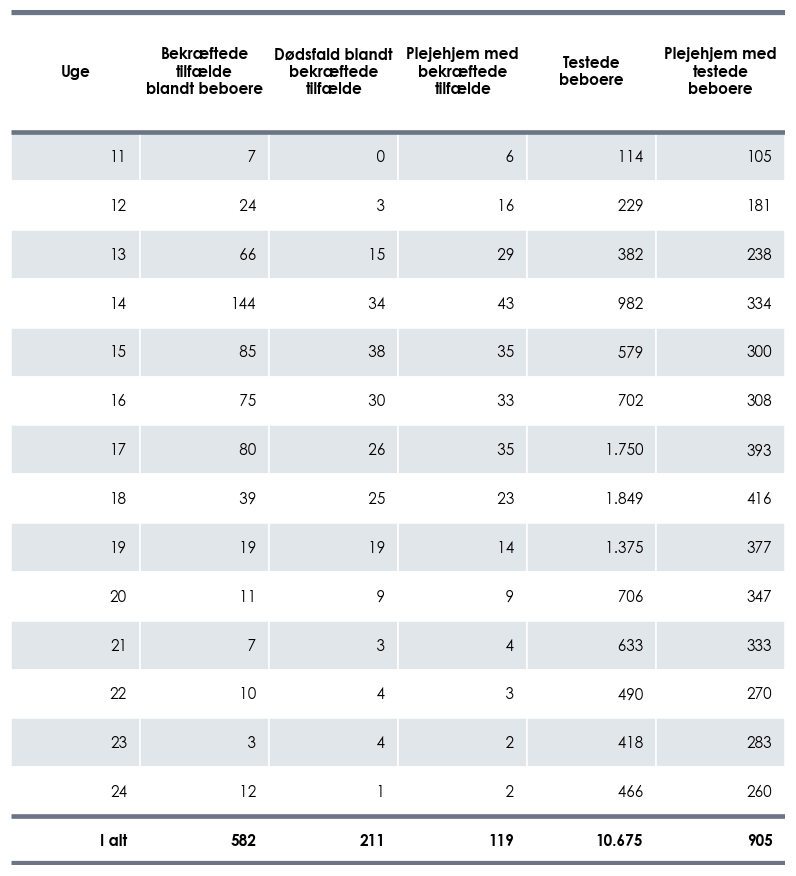 Uge Bekræftede tilfælde blandt beboere Dødsfald blandt bekræftede tilfælde Plejehjem med bekræftede tilfælde Testede beboere Plejehjem med testede beboere
11 7 0 6 114 105
12 24 3 16 229 181
13 66 15 29 382 238
14 144 34 43 982 334
15 85 38 35 579 300
16 75 30 33 702 308
17 80 26 35 1.750 393
18 39 25 23 1.849 416
19 19 19 14 1.375 377
20 11 9 9 706 347
21 7 3 4 633 333
22 10 4 3 490 270
23 3 4 2 418 283
24 12 1 2 466 260
I alt 582 211 119 10.675 905